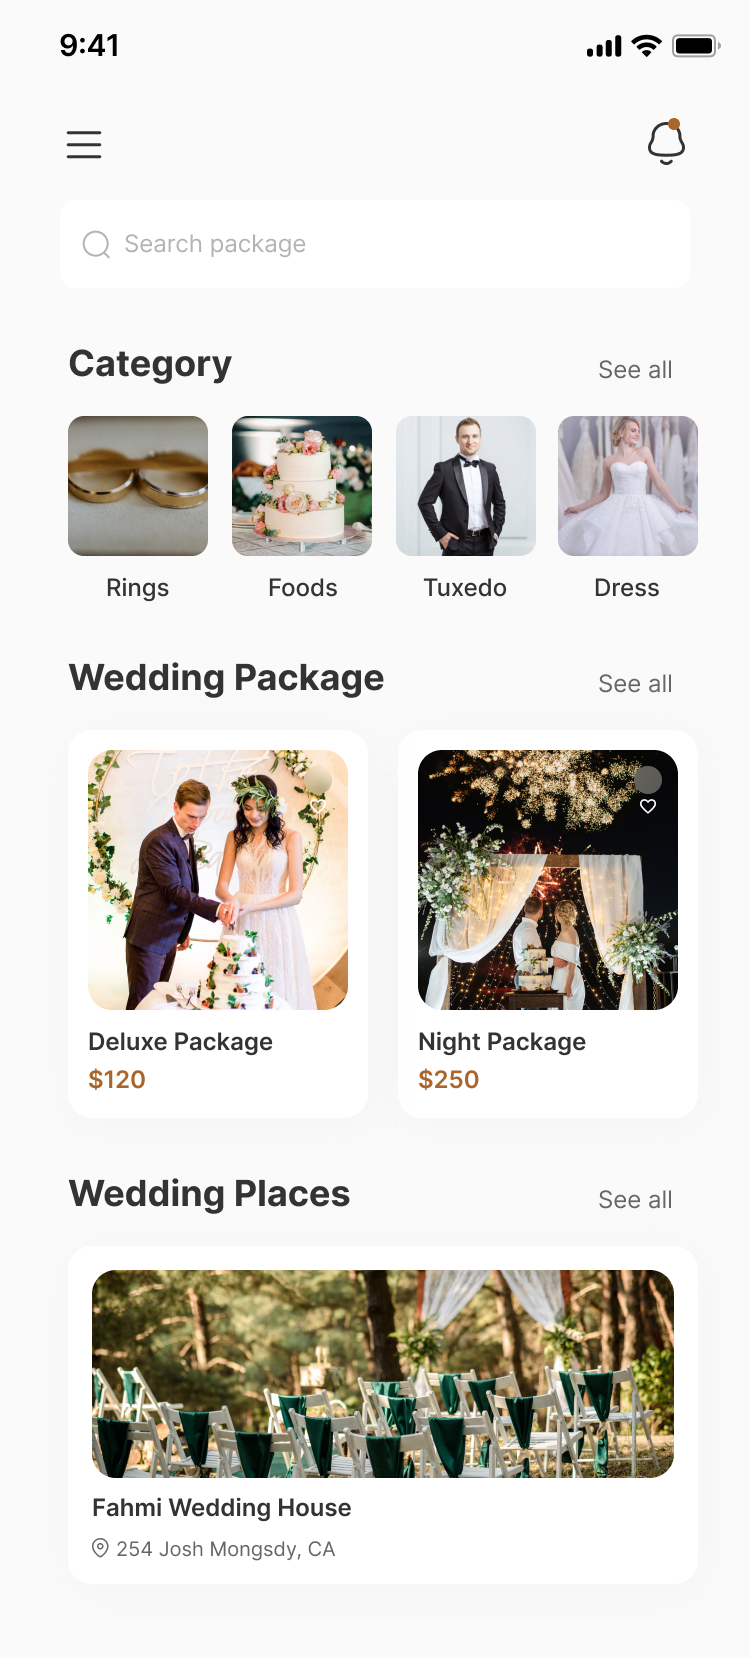 9:41
Search package
Category
See all
Rings
Foods
Tuxedo
Dress
Wedding Package
See all
Deluxe Package
$120
Night Package
$250
Wedding Places
See all
Fahmi Wedding House
254 Josh Mongsdy, CA